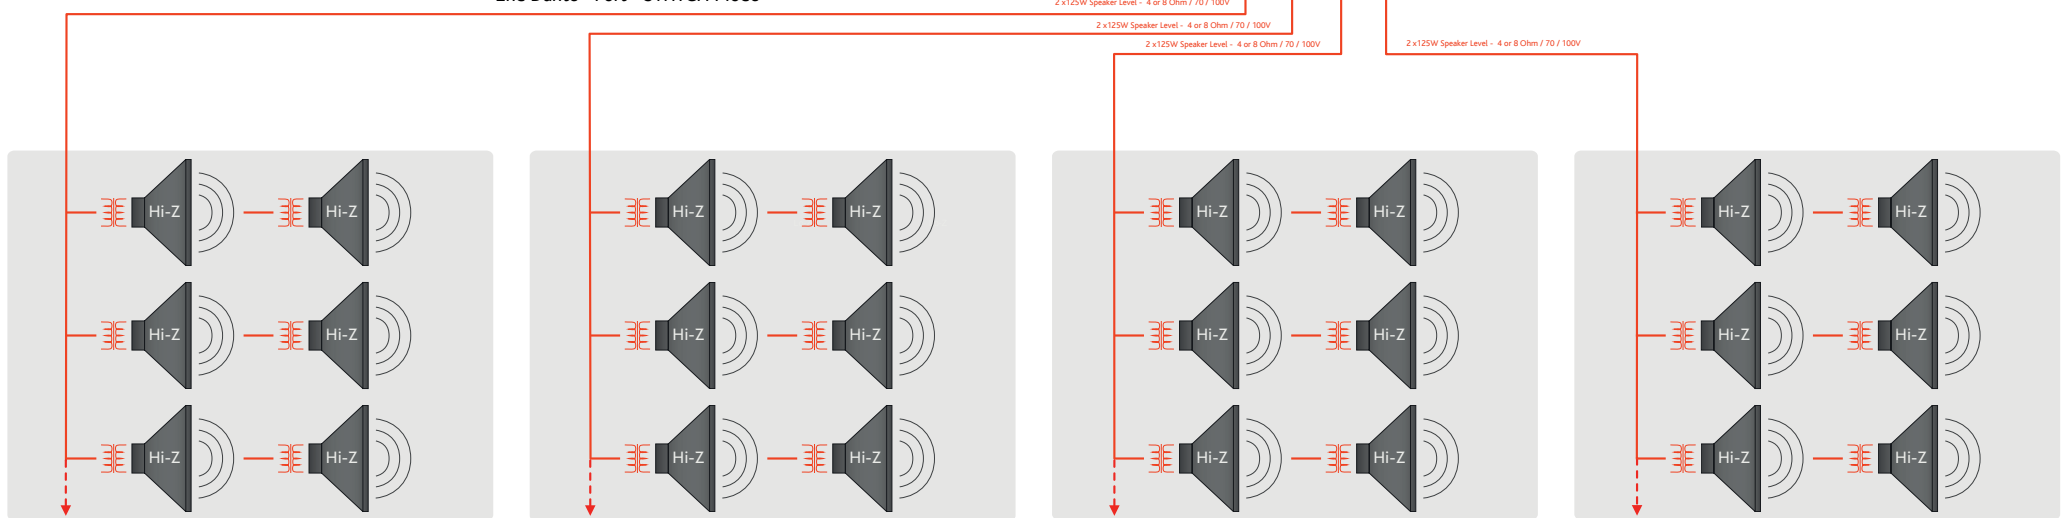 2 x125W Speaker Level - 4 or 8 Ohm / 70 / 100V
2 x125W Speaker Level - 4 or 8 Ohm / 70 / 100V
2 x125W Speaker Level - 4 or 8 Ohm / 70 / 100V
2 x125W Speaker Level - 4 or 8 Ohm / 70 / 100V
Hi-Z Hi-Z Hi-Z Hi-Z Hi-Z Hi-Z Hi-Z Hi-Z
Hi-Z Hi-Z Hi-Z Hi-Z Hi-Z Hi-Z Hi-Z Hi-Z
Hi-Z Hi-Z Hi-Z Hi-Z Hi-Z Hi-Z Hi-Z Hi-Z